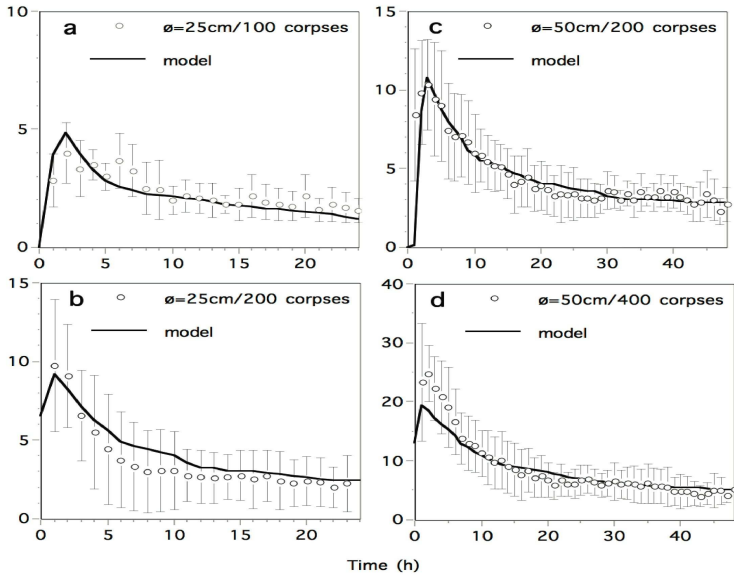 a ø=25cm/100 corpses
model
10
5
0
0 5 10 15 20
c ø=50cm/200 corpses
model
15
10
5
0
0 10 20 30 40
b ø=25cm/200 corpses
model
15
10
5
0
0 5 10 15 20
d ø=50cm/400 corpses
model
40
30
20
10
0
0 10 20 30 40
Time (h)